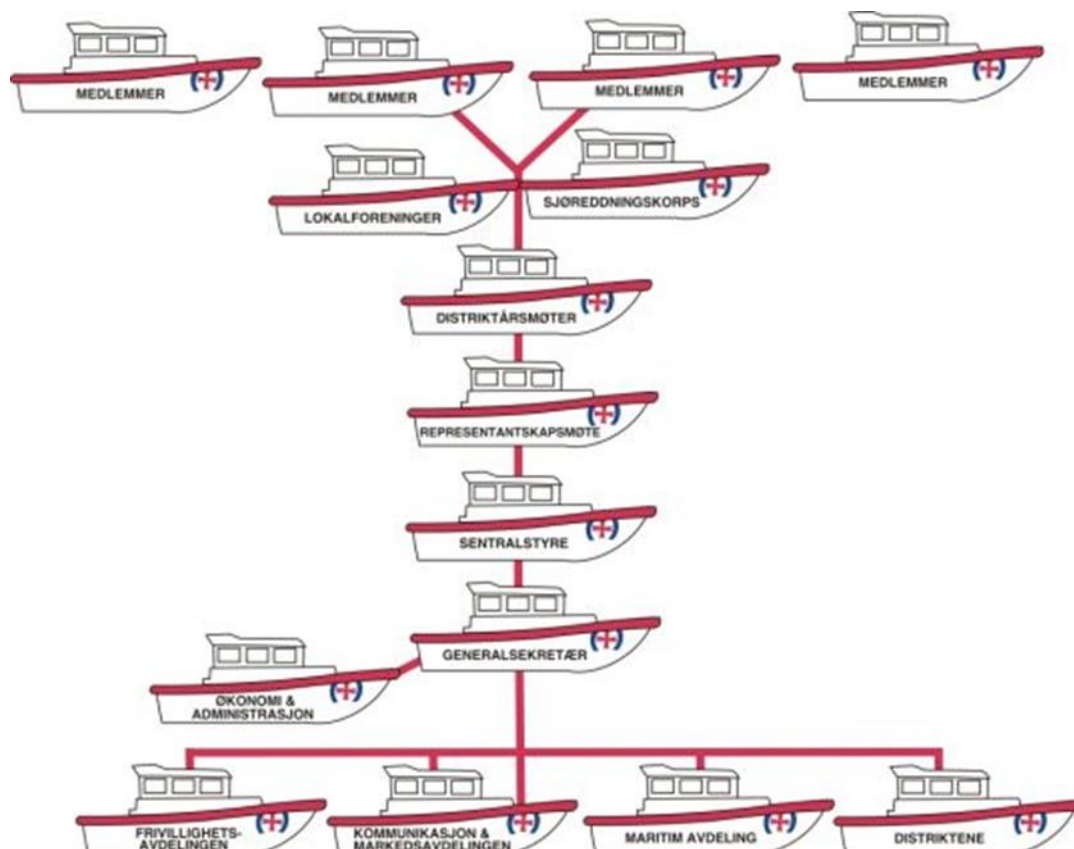 MEDLEMMER
MEDLEMMER
MEDLEMMER
MEDLEMMER
LOKALFORENINGER
SJØREDDNINGSKORPS
DISTRIKTÅRSMØTER
REPRESENTANTSKAPSMØTE
SENTRALSTYRE
GENERALSEKRETÆR
ØKONOMI &
ADMINISTRASJON
FRIVILLIGHETS-
AVDELINGEN
KOMMUNIKASJON &
MARKEDSAVDELINGEN
MARITIM AVDELING
DISTRIKTENE